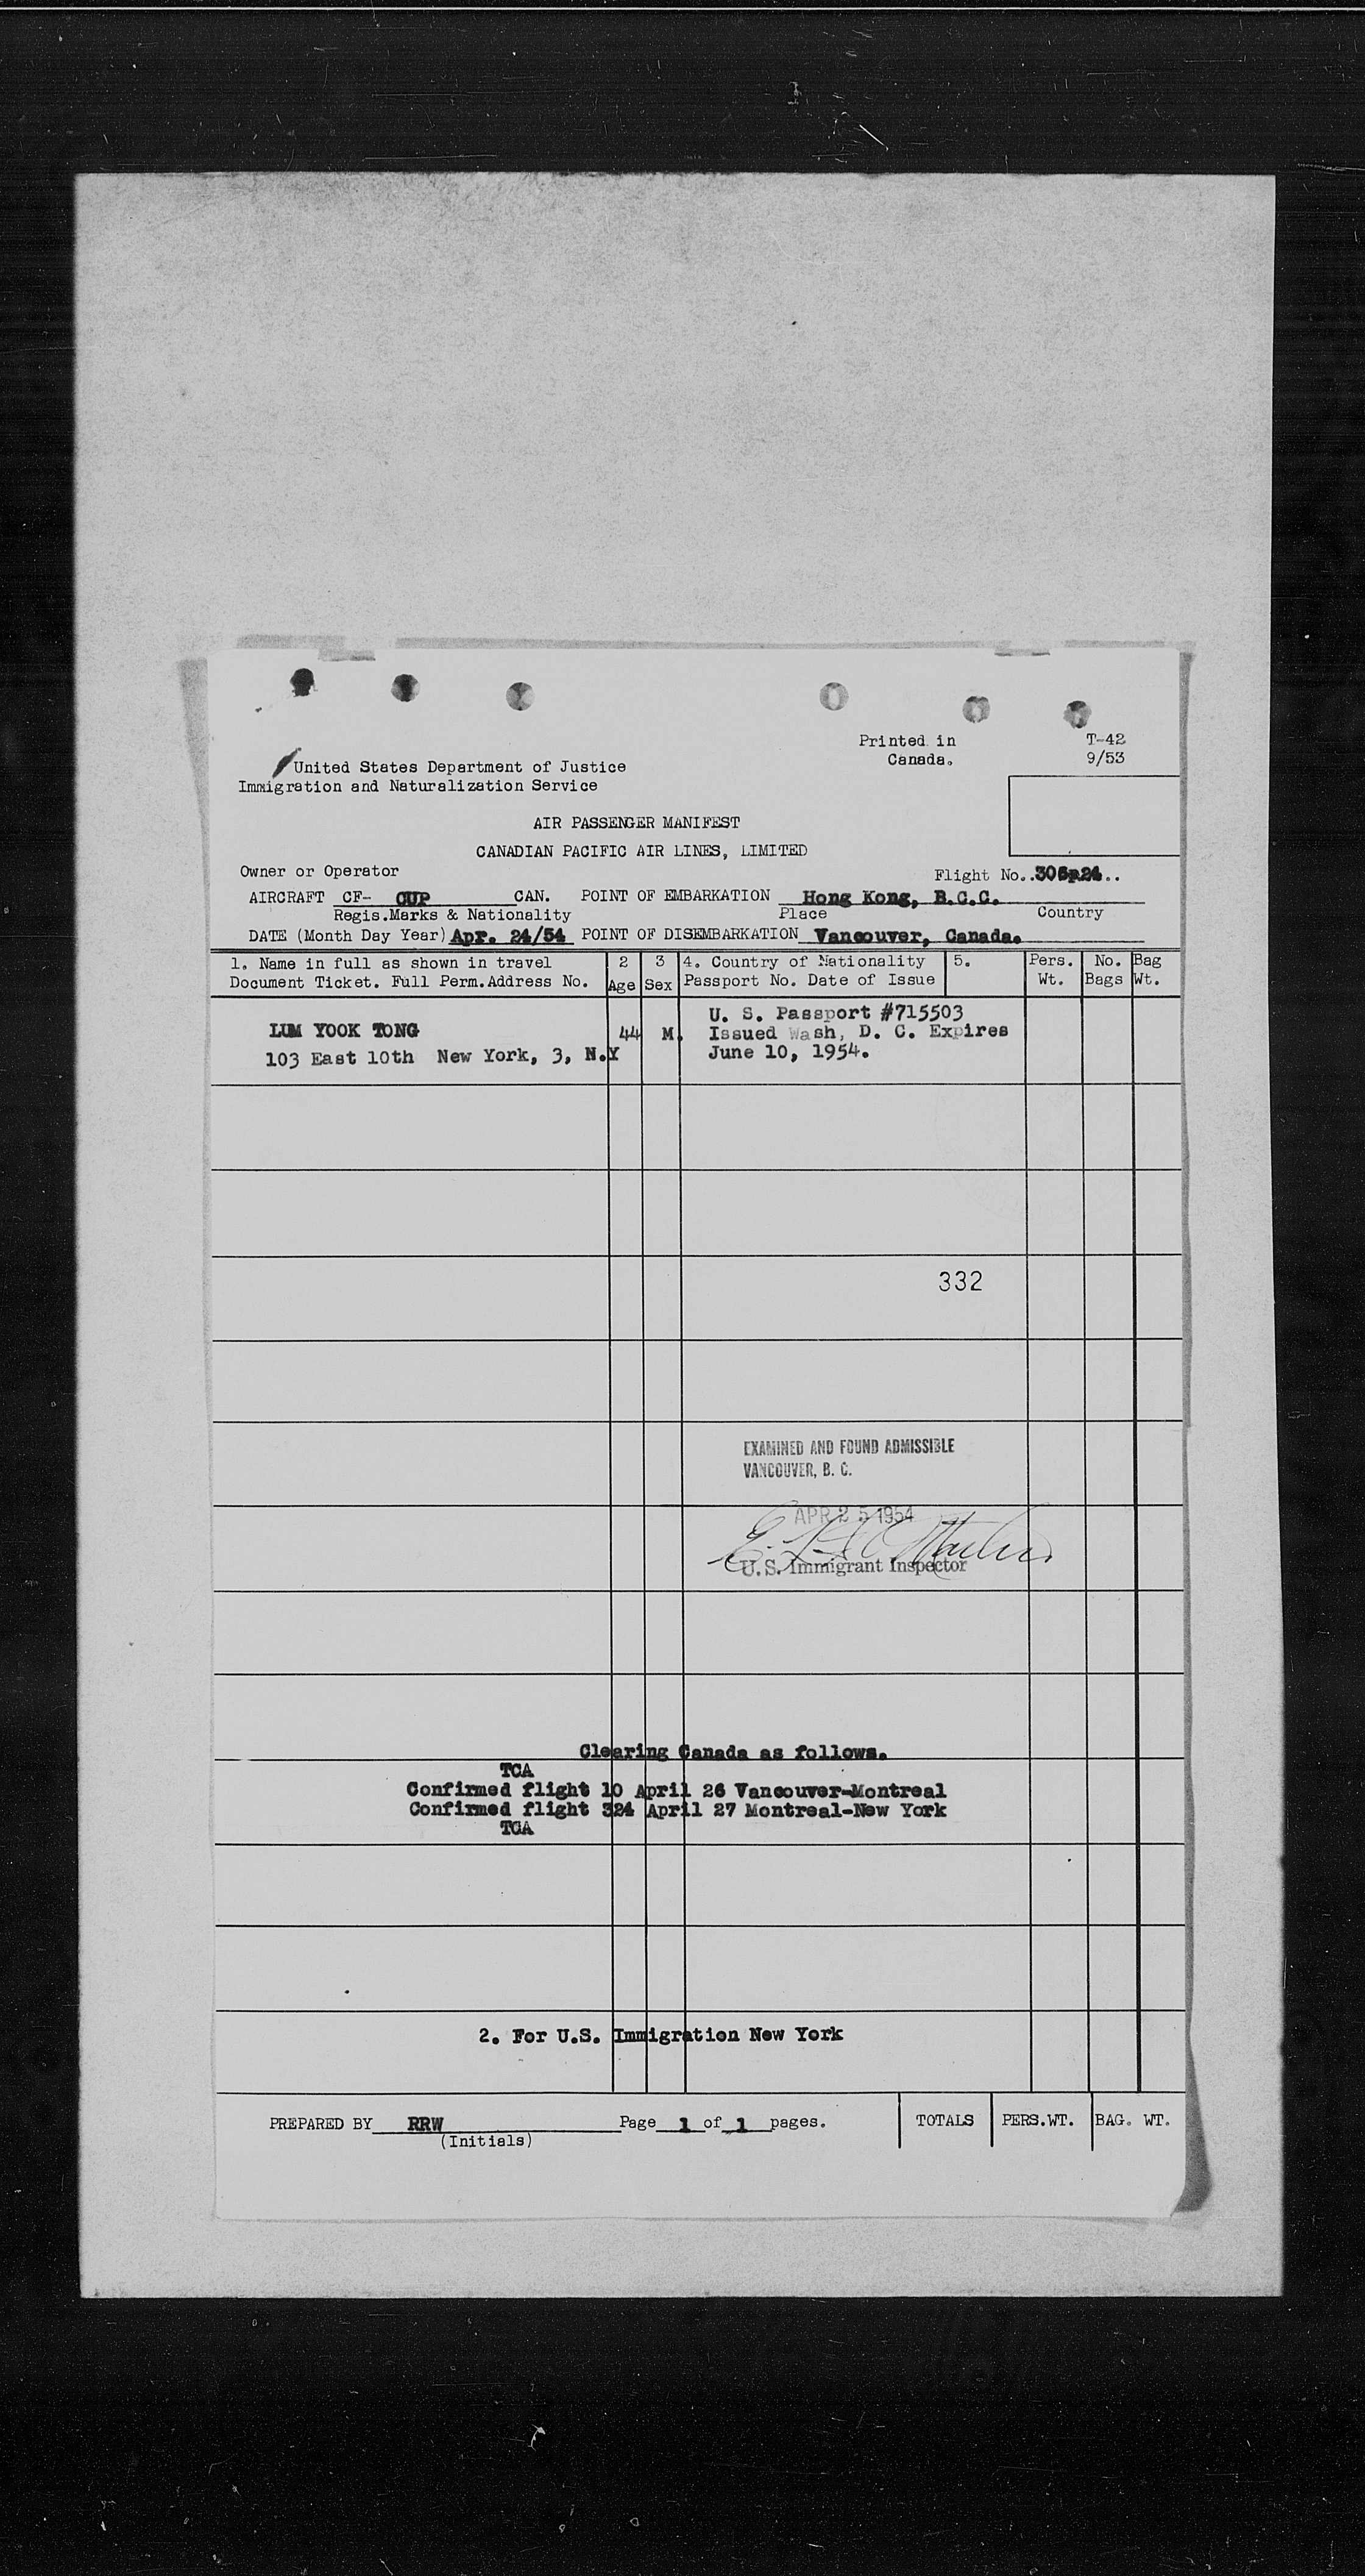 Printed in
Canada.
T-42
9/53
United States Department of Justice
Immigration and Naturalization Service
AIR PASSENGER MANIFEST
CANADIAN PACIFIC AIR LINES, LIMITED
Owner or Operator
Flight No..306p24..
AIRCRAFT CF- CUP CAN. POINT OF EMBARKATION Hong Kong, B.C.C.
Regis.Marks & Nationality Place Country
DATE (Month Day Year) Apr. 24/54 POINT OF DISEMBARKATION Vancouver, Canada.
1. Name in full as shown in travel
Document Ticket. Full Perm.Address No.
2
Age
3
Sex
4. Country of Nationality
Passport No. Date of Issue
5.
Pers.
Wt.
No.
Bags
Bag
Wt.
LUM YOOK TONG
103 East 10th New York, 3, N.Y
44
M.
U. S. Passport #715503
Issued Wash, D. C. Expires
June 10, 1954.
332
EXAMINED AND FOUND ADMISSIBLE
VANCOUVER, B. C.
APR 25 1954
U.S. Immigrant Inspector
Clearing Canada as follows.
TCA
Confirmed flight 10 April 26 Vancouver-Montreal
Confirmed flight 324 April 27 Montreal-New York
TCA
2. For U.S. Immigration New York
PREPARED BY RRW Page 1 of 1 pages.
(Initials)
TOTALS
PERS.WT.
BAG. WT.